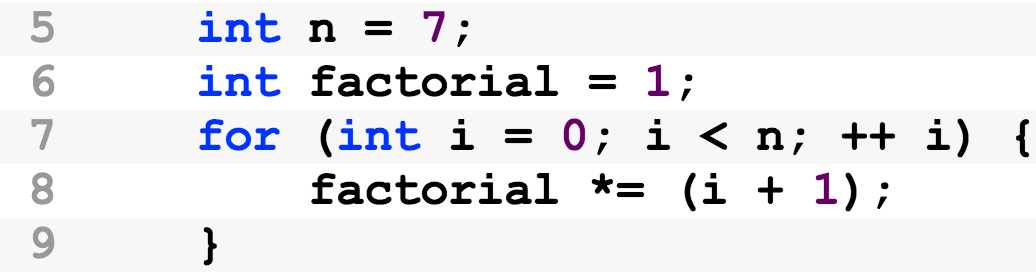 5 int n = 7;
6 int factorial = 1;
7 for (int i = 0; i < n; ++ i) {
8 factorial *= (i + 1);
9 }